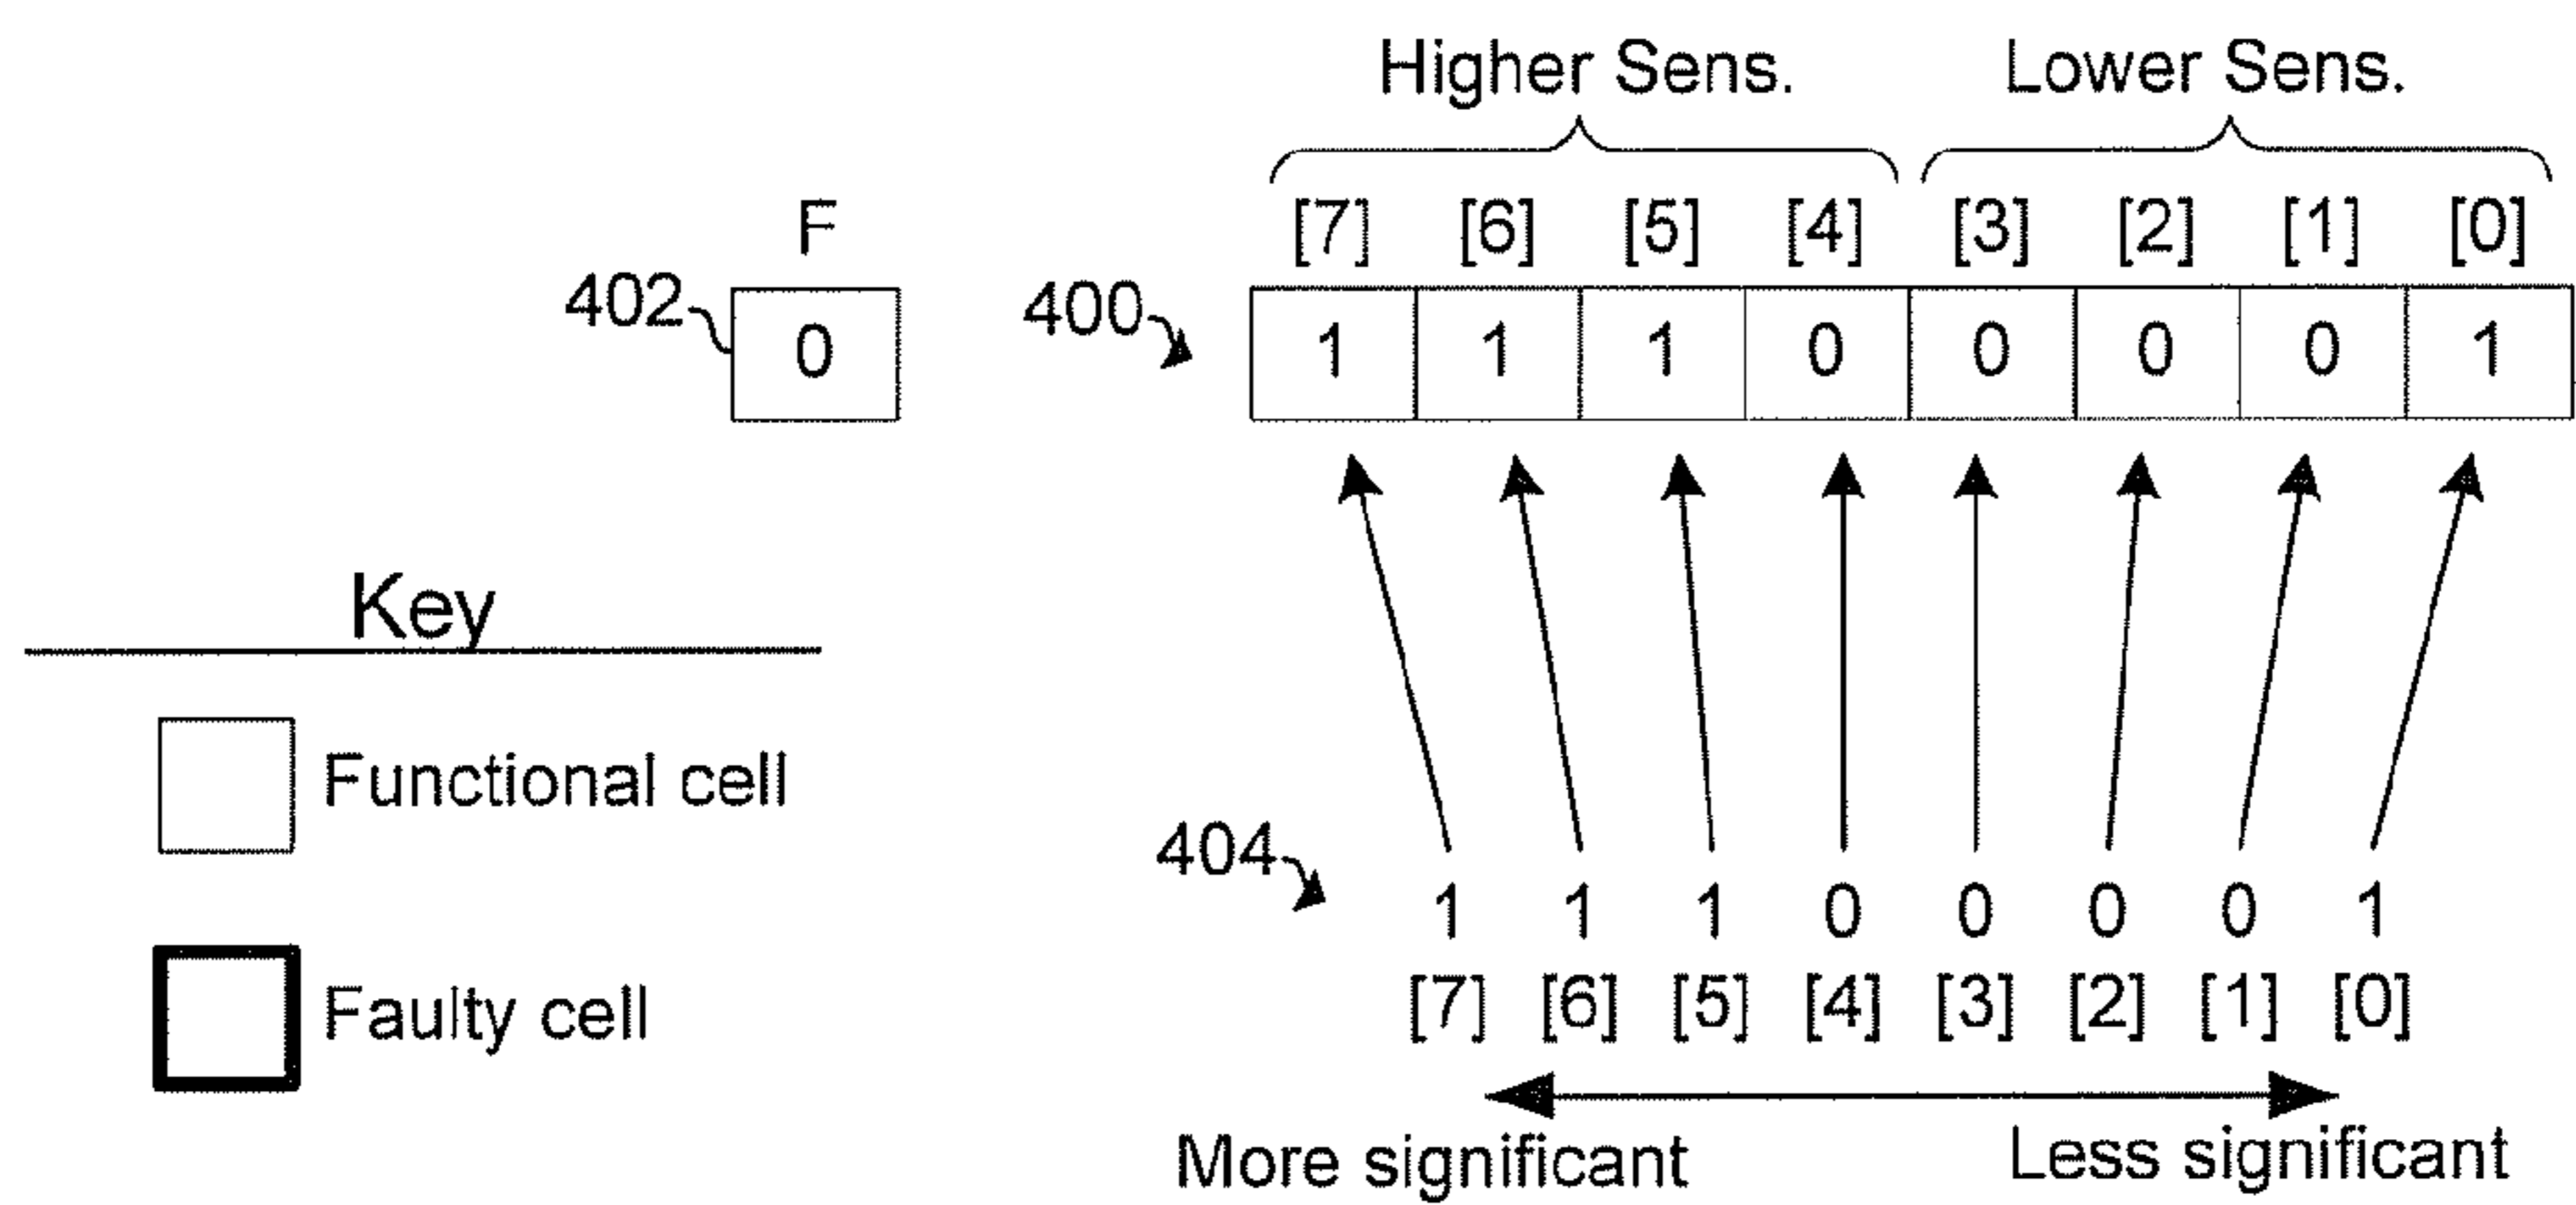 Higher Sens. Lower Sens.
F [7] [6] [5] [4] [3] [2] [1] [0]
402 0 400 1 1 1 0 0 0 0 1
Key
Functional cell
404 1 1 1 0 0 0 0 1
Faulty cell [7] [6] [5] [4] [3] [2] [1] [0]
More significant Less significant